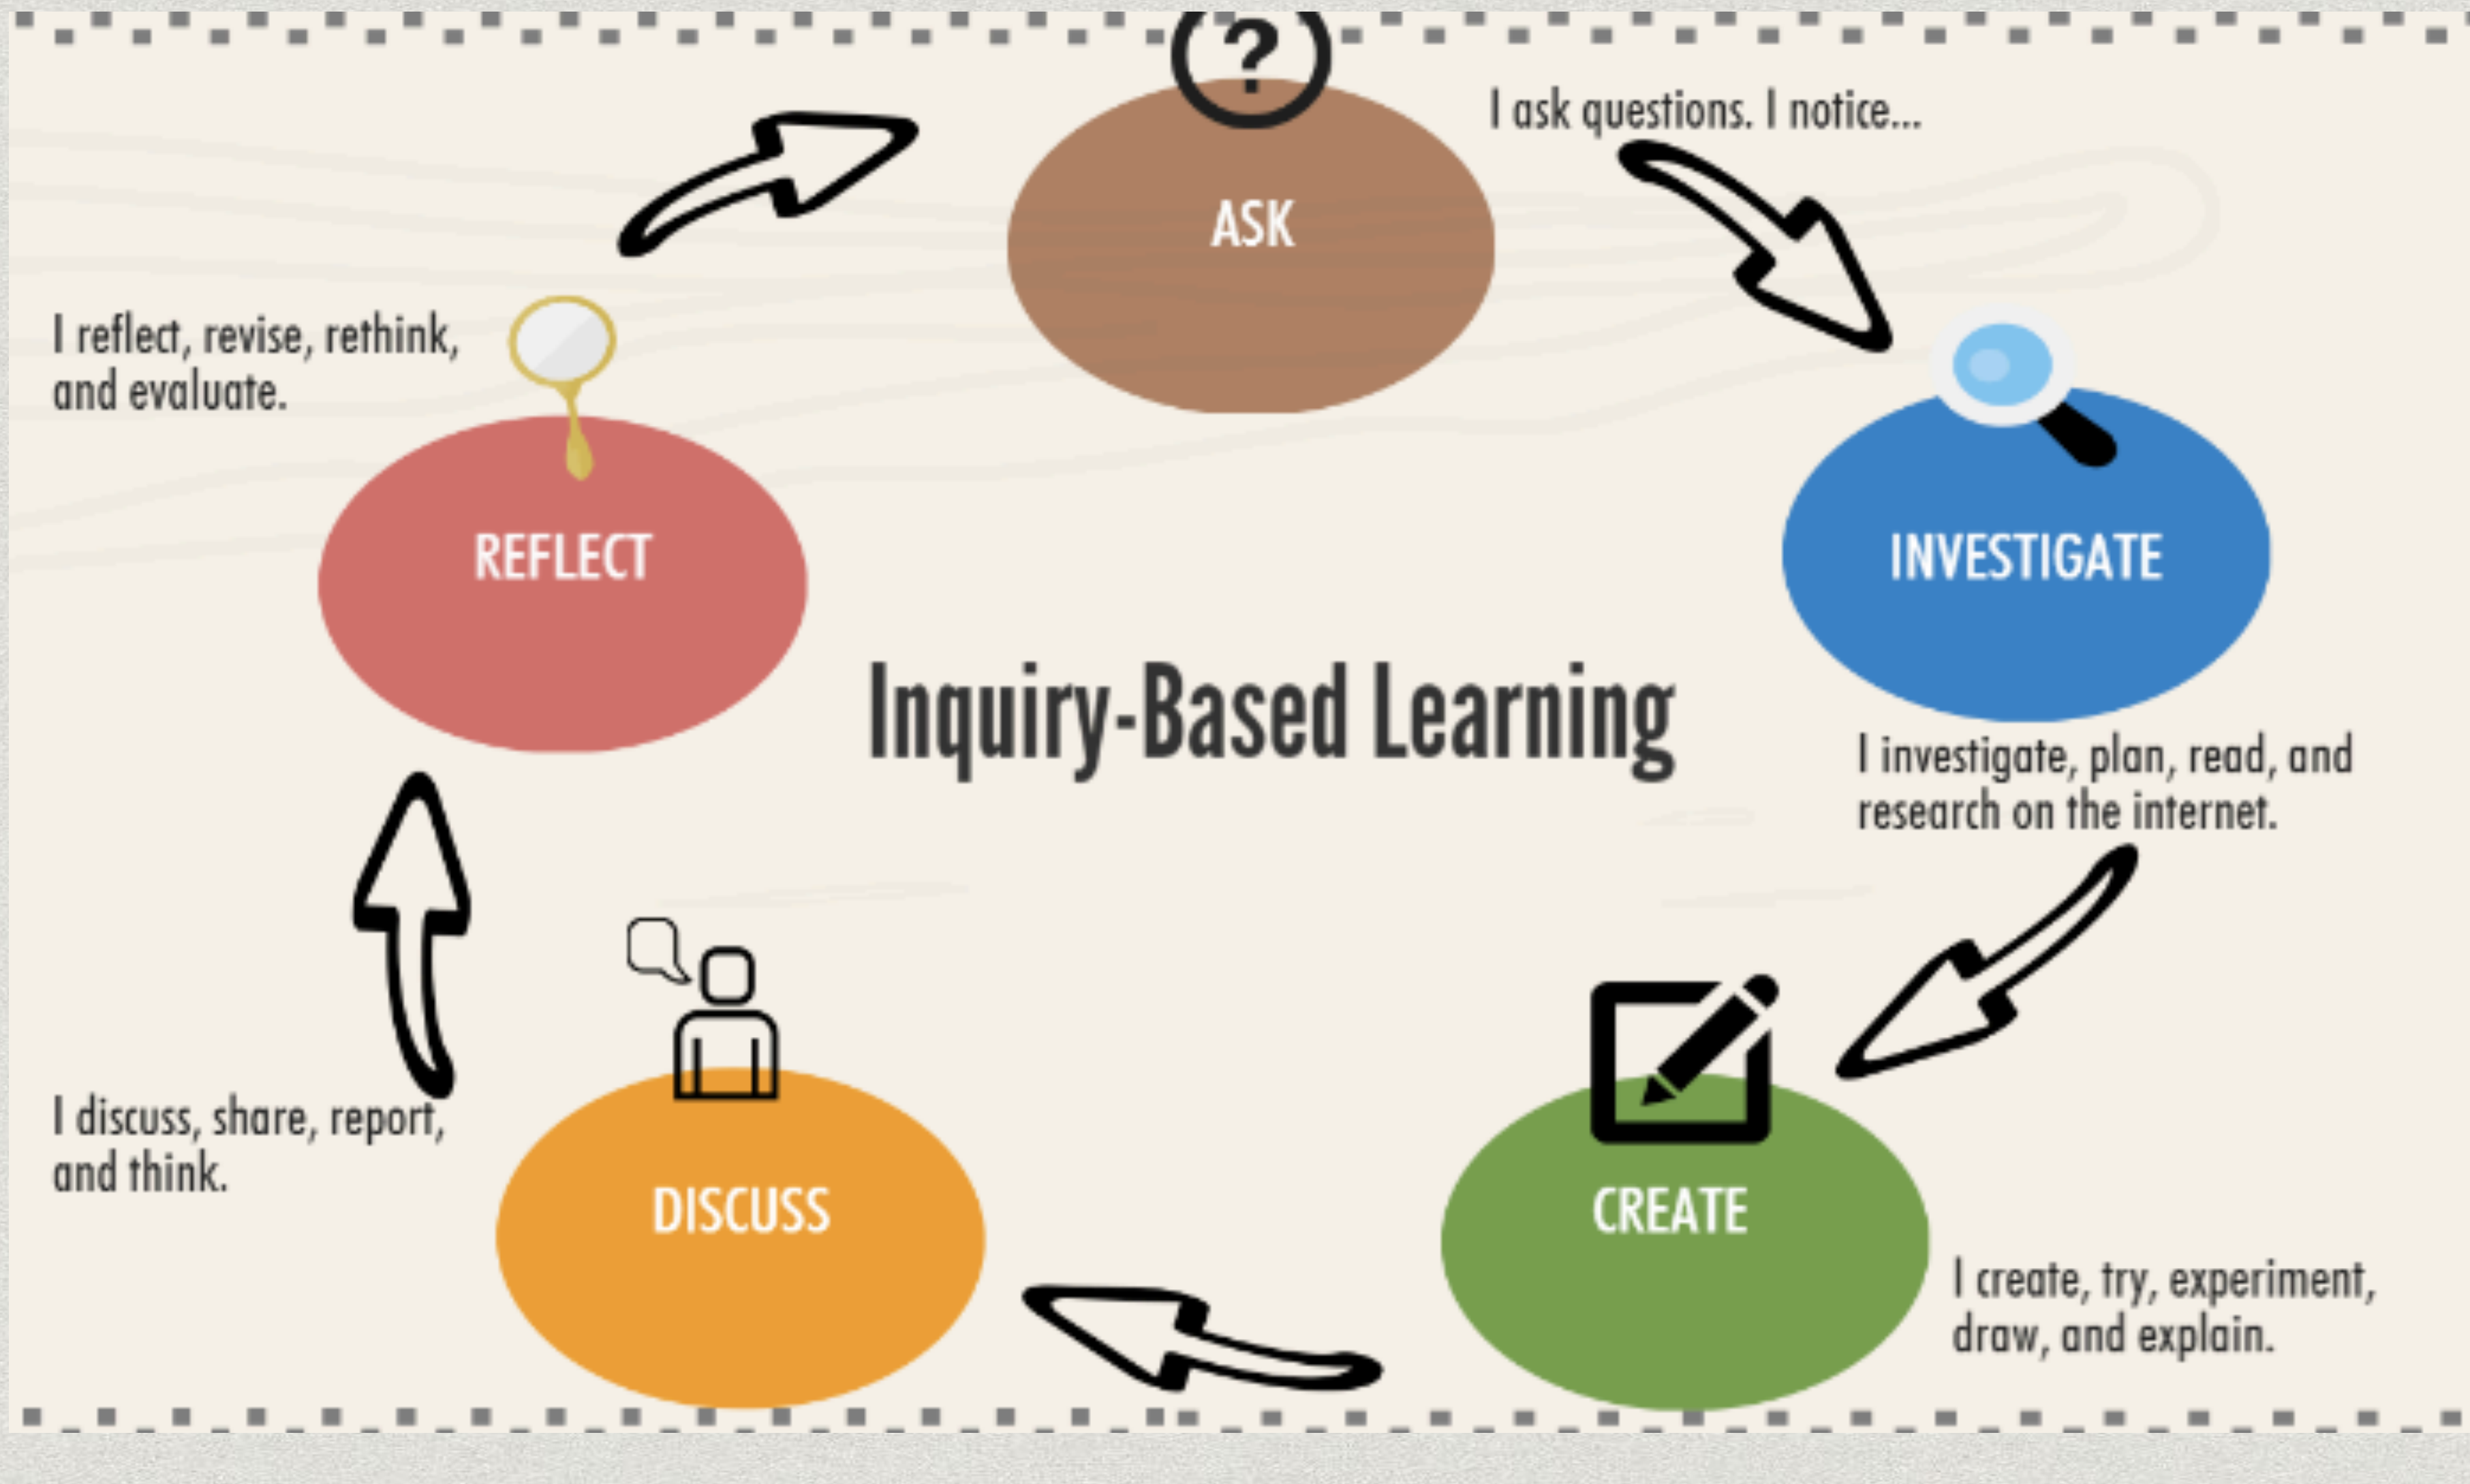 ?
ASK
I ask questions. I notice...
INVESTIGATE
I investigate, plan, read, and
research on the internet.
CREATE
I create, try, experiment,
draw, and explain.
DISCUSS
I discuss, share, report,
and think.
REFLECT
I reflect, revise, rethink,
and evaluate.
Inquiry-Based Learning